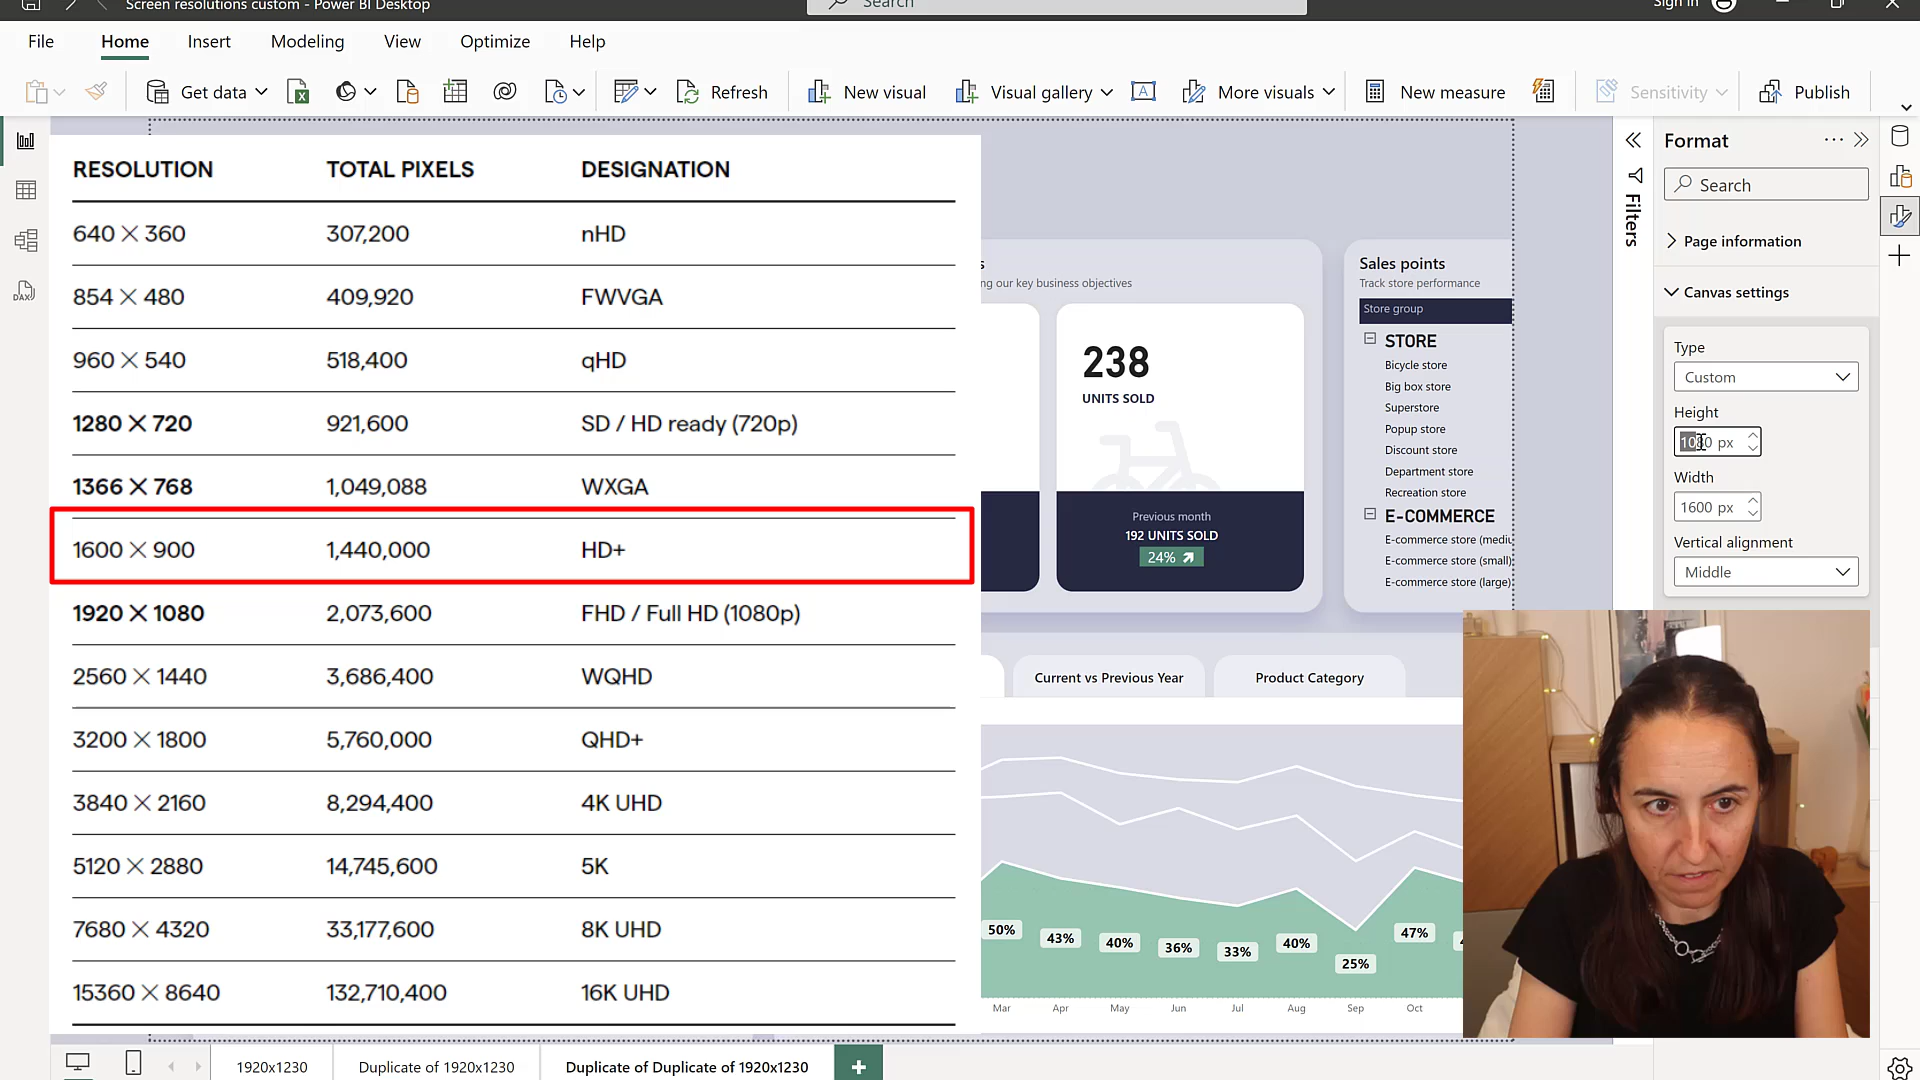 Screen resolutions custom - Power BI Desktop
Search
Sign in
File
Home
Insert
Modeling
View
Optimize
Help
Get data
Refresh
New visual
Visual gallery
More visuals
New measure
Sensitivity
Publish
RESOLUTION TOTAL PIXELS DESIGNATION
640 × 360 307,200 nHD
854 × 480 409,920 FWVGA
960 × 540 518,400 qHD
1280 × 720 921,600 SD / HD ready (720p)
1366 × 768 1,049,088 WXGA
1600 × 900 1,440,000 HD+
1920 × 1080 2,073,600 FHD / Full HD (1080p)
2560 × 1440 3,686,400 WQHD
3200 × 1800 5,760,000 QHD+
3840 × 2160 8,294,400 4K UHD
5120 × 2880 14,745,600 5K
7680 × 4320 33,177,600 8K UHD
15360 × 8640 132,710,400 16K UHD
s
ng our key business objectives
238
UNITS SOLD
Previous month
192 UNITS SOLD
24%
Sales points
Track store performance
Store group
STORE
Bicycle store
Big box store
Superstore
Popup store
Discount store
Department store
Recreation store
E-COMMERCE
E-commerce store (mediu
E-commerce store (small)
E-commerce store (large)
Current vs Previous Year
Product Category
50%
43%
40%
36%
33%
40%
25%
47%
Mar
Apr
May
Jun
Jul
Aug
Sep
Oct
Filters
Format
Search
Page information
Canvas settings
Type
Custom
Height
1080 px
Width
1600 px
Vertical alignment
Middle
DAX
1920x1230
Duplicate of 1920x1230
Duplicate of Duplicate of 1920x1230